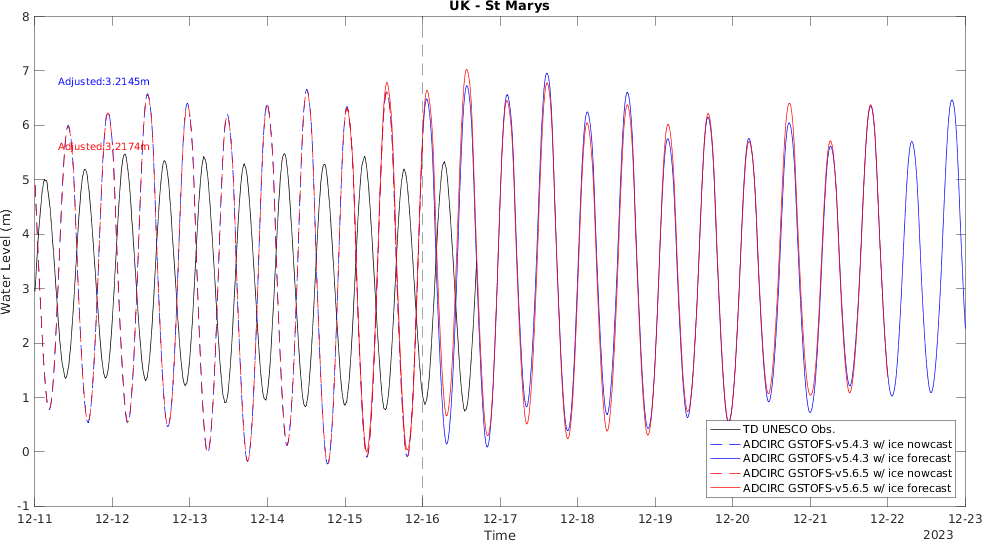 UK - St Marys
8
7
6
5
4
3
2
1
0
-1
Water Level (m)
Adjusted:3.2145m
Adjusted:3.2174m
TD UNESCO Obs.
ADCIRC GSTOFS-v5.4.3 w/ ice nowcast
ADCIRC GSTOFS-v5.4.3 w/ ice forecast
ADCIRC GSTOFS-v5.6.5 w/ ice nowcast
ADCIRC GSTOFS-v5.6.5 w/ ice forecast
12-11 12-12 12-13 12-14 12-15 12-16 12-17 12-18 12-19 12-20 12-21 12-22 12-23
Time
2023